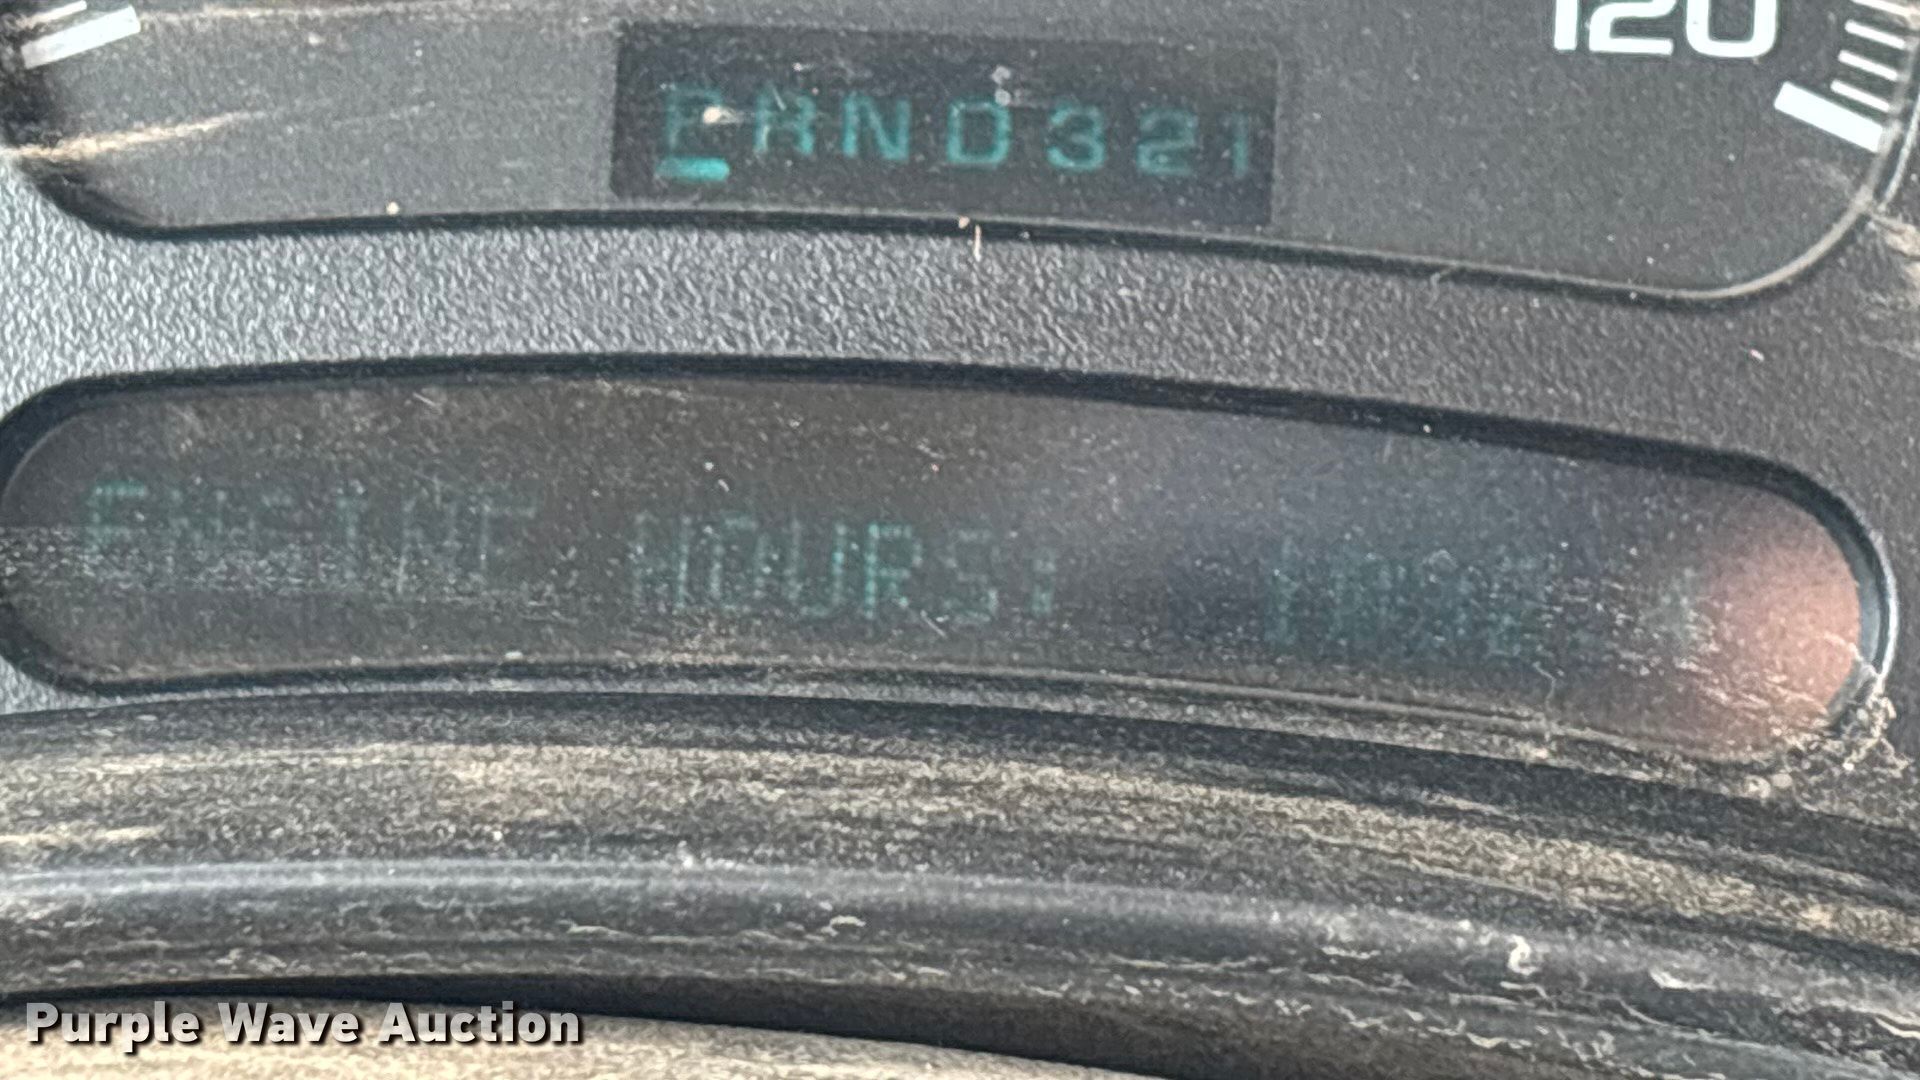 120
PRND321
ENGINE HOURS:
Purple Wave Auction